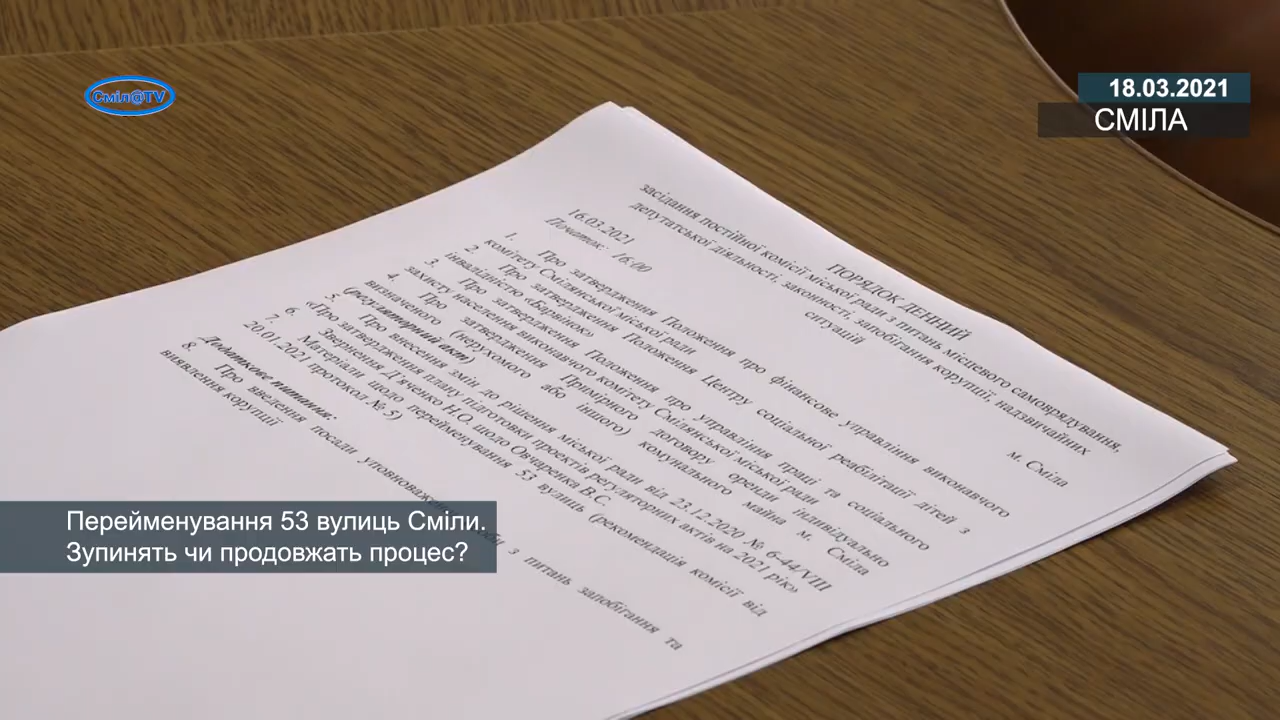 Сміл@TV
18.03.2021
СМІЛА
ПОРЯДОК ДЕННИЙ
засідання постійної комісії міської ради з питань місцевого самоврядування,
депутатської діяльності, законності, запобігання корупції, надзвичайних
ситуацій
16.03.2021
м. Сміла
Початок: 16:00
1. Про затвердження Положення про фінансове управління виконавчого
комітету Смілянської міської ради
2. Про затвердження Положення Центру соціальної реабілітації дітей з
інвалідністю «Барвінок»
3. Про затвердження Положення про управління праці та соціального
захисту населення виконавчого комітету Смілянської міської ради
4. Про затвердження Примірного договору оренди індивідуально
визначеного (нерухомого або іншого) комунального майна м. Сміла
(регуляторний акт)
5. Про внесення змін до рішення міської ради від 23.12.2020 № 6-44/VIII
«Про затвердження плану підготовки проектів регуляторних актів на 2021 рік»
6. Звернення Д'яченко Н.О. щодо Овчаренка В.С.
7. Матеріали щодо перейменування 53 вулиць (рекомендація комісії від
20.01.2021 протокол № 5)
Додаткове питання:
8. Про введення посади уповноваженої особи з питань запобігання та
виявлення корупції
Перейменування 53 вулиць Сміли.
Зупинять чи продовжать процес?